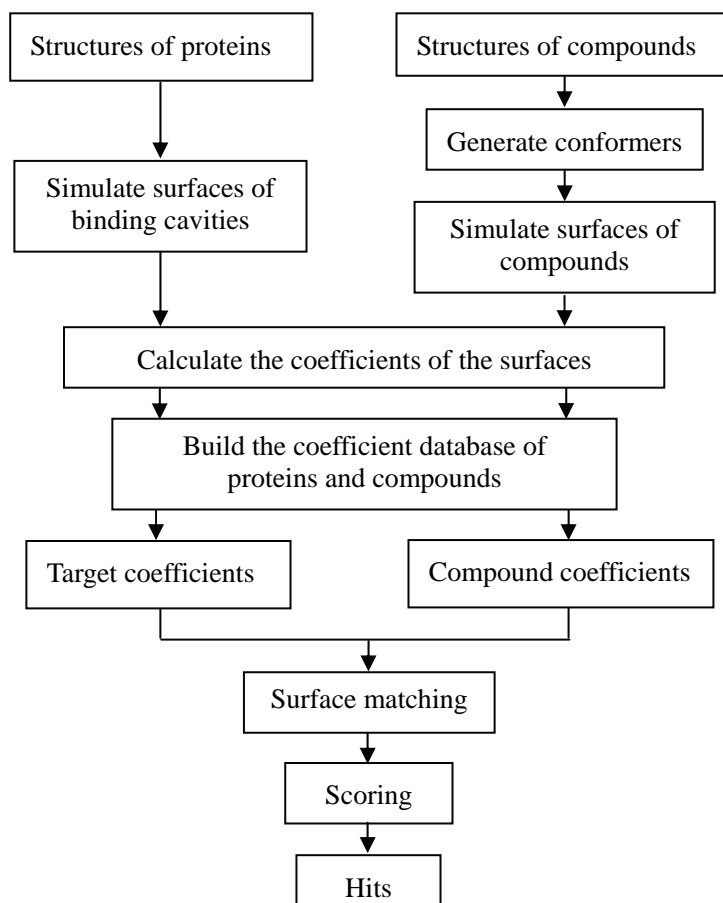 Structures of proteins
Structures of compounds
Generate conformers
Simulate surfaces of
binding cavities
Simulate surfaces of
compounds
Calculate the coefficients of the surfaces
Build the coefficient database of
proteins and compounds
Target coefficients
Compound coefficients
Surface matching
Scoring
Hits